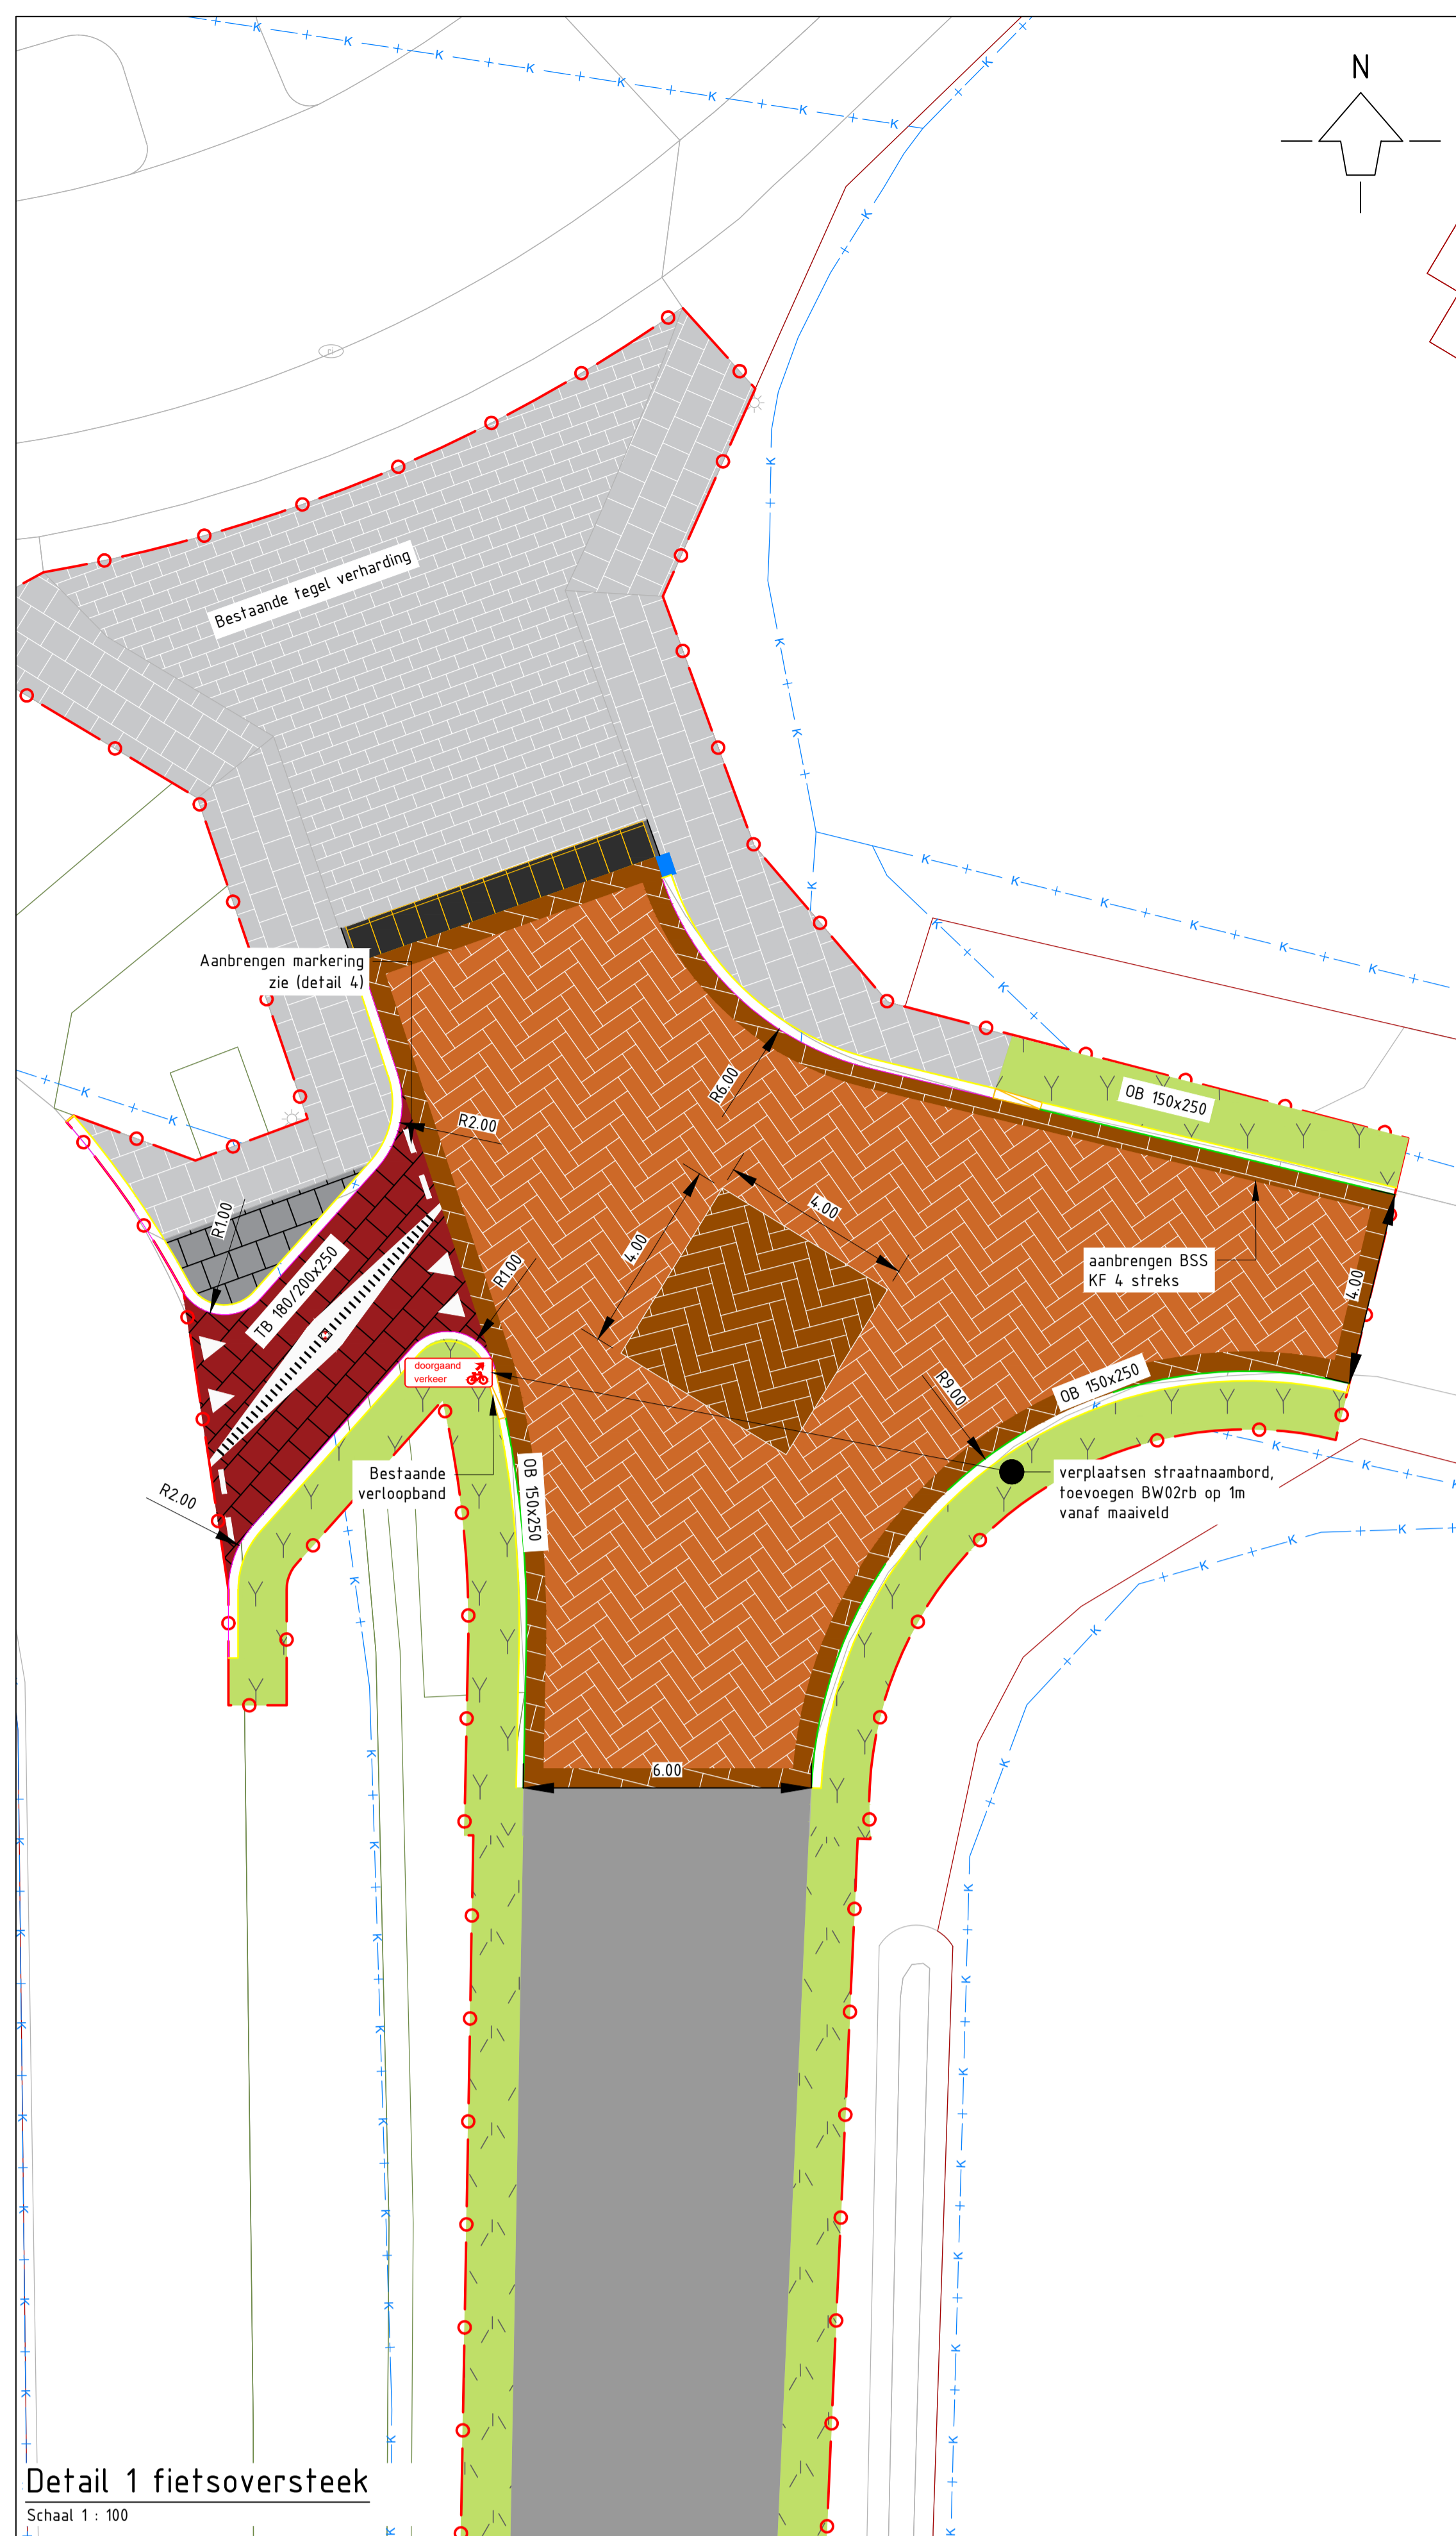 N
Bestaande tegel verharding
Aanbrengen markering
zie (detail 4)
R6.00
OB 150x250
R2.00
R1.00
4.00
4.00
TB 180/200x250
R1.00
aanbrengen BSS
KF 4 streks
4.00
doorgaand
verkeer
R9.00
OB 150x250
Bestaande
verloopband
OB 150x250
verplaatsen straatnaambord,
toevoegen BW02rb op 1m
vanaf maaiveld
R2.00
6.00
Detail 1 fietsoversteek
Schaal 1 : 100